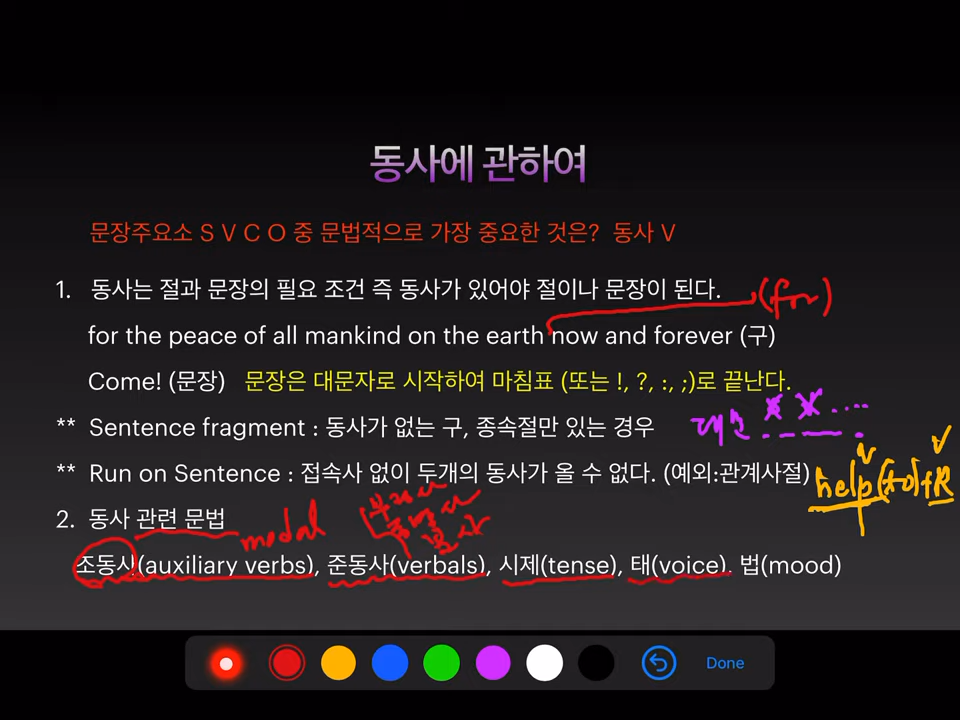 동사에 관하여
문장주요소 S V C O 중 문법적으로 가장 중요한 것은? 동사 V
1. 동사는 절과 문장의 필요 조건 즉 동사가 있어야 절이나 문장이 된다.
(for)
for the peace of all mankind on the earth now and forever (구)
Come! (문장) 문장은 대문자로 시작하여 마침표 (또는 !, ?, :, ;)로 끝난다.
** Sentence fragment : 동사가 없는 구, 종속절만 있는 경우
** Run on Sentence : 접속사 없이 두개의 동사가 올 수 없다. (예외:관계사절)
help (to) + R
2. 동사 관련 문법
modal
조동사(auxiliary verbs), 준동사(verbals), 시제(tense), 태(voice). 법(mood)
Done